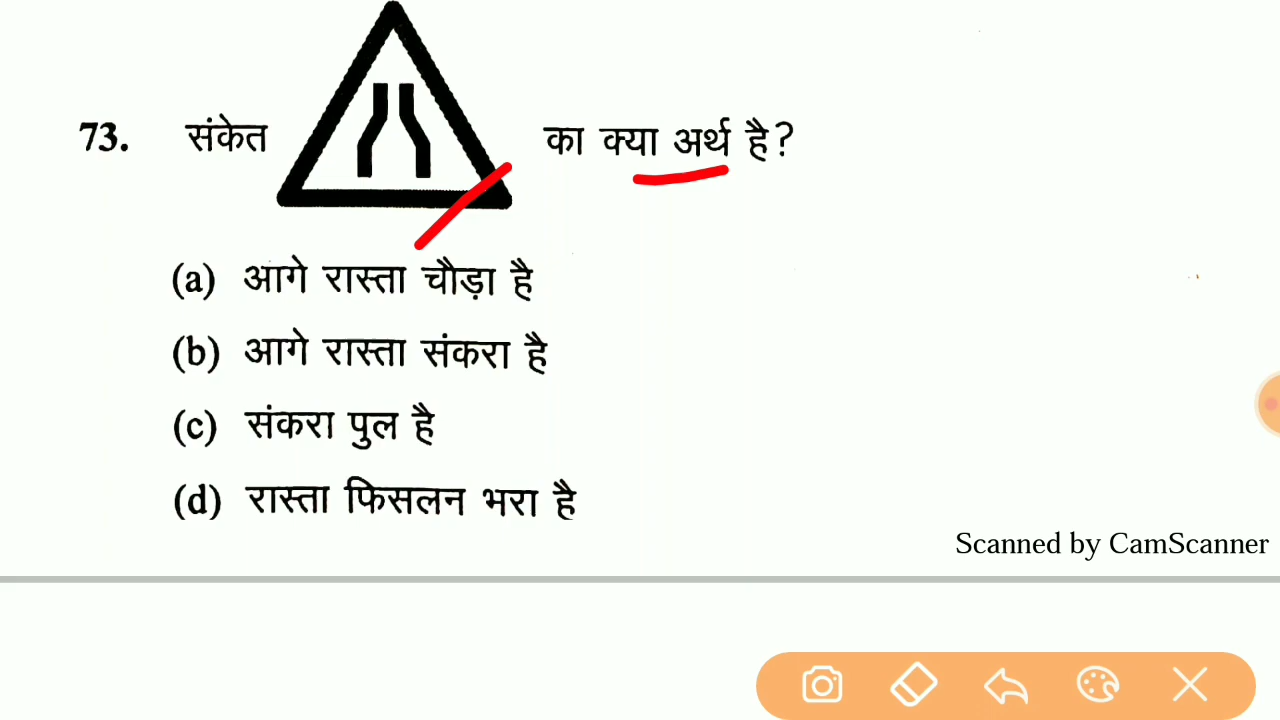 73. संकेत का क्या अर्थ है?
(a) आगे रास्ता चौड़ा है
(b) आगे रास्ता संकरा है
(c) संकरा पुल है
(d) रास्ता फिसलन भरा है
Scanned by CamScanner